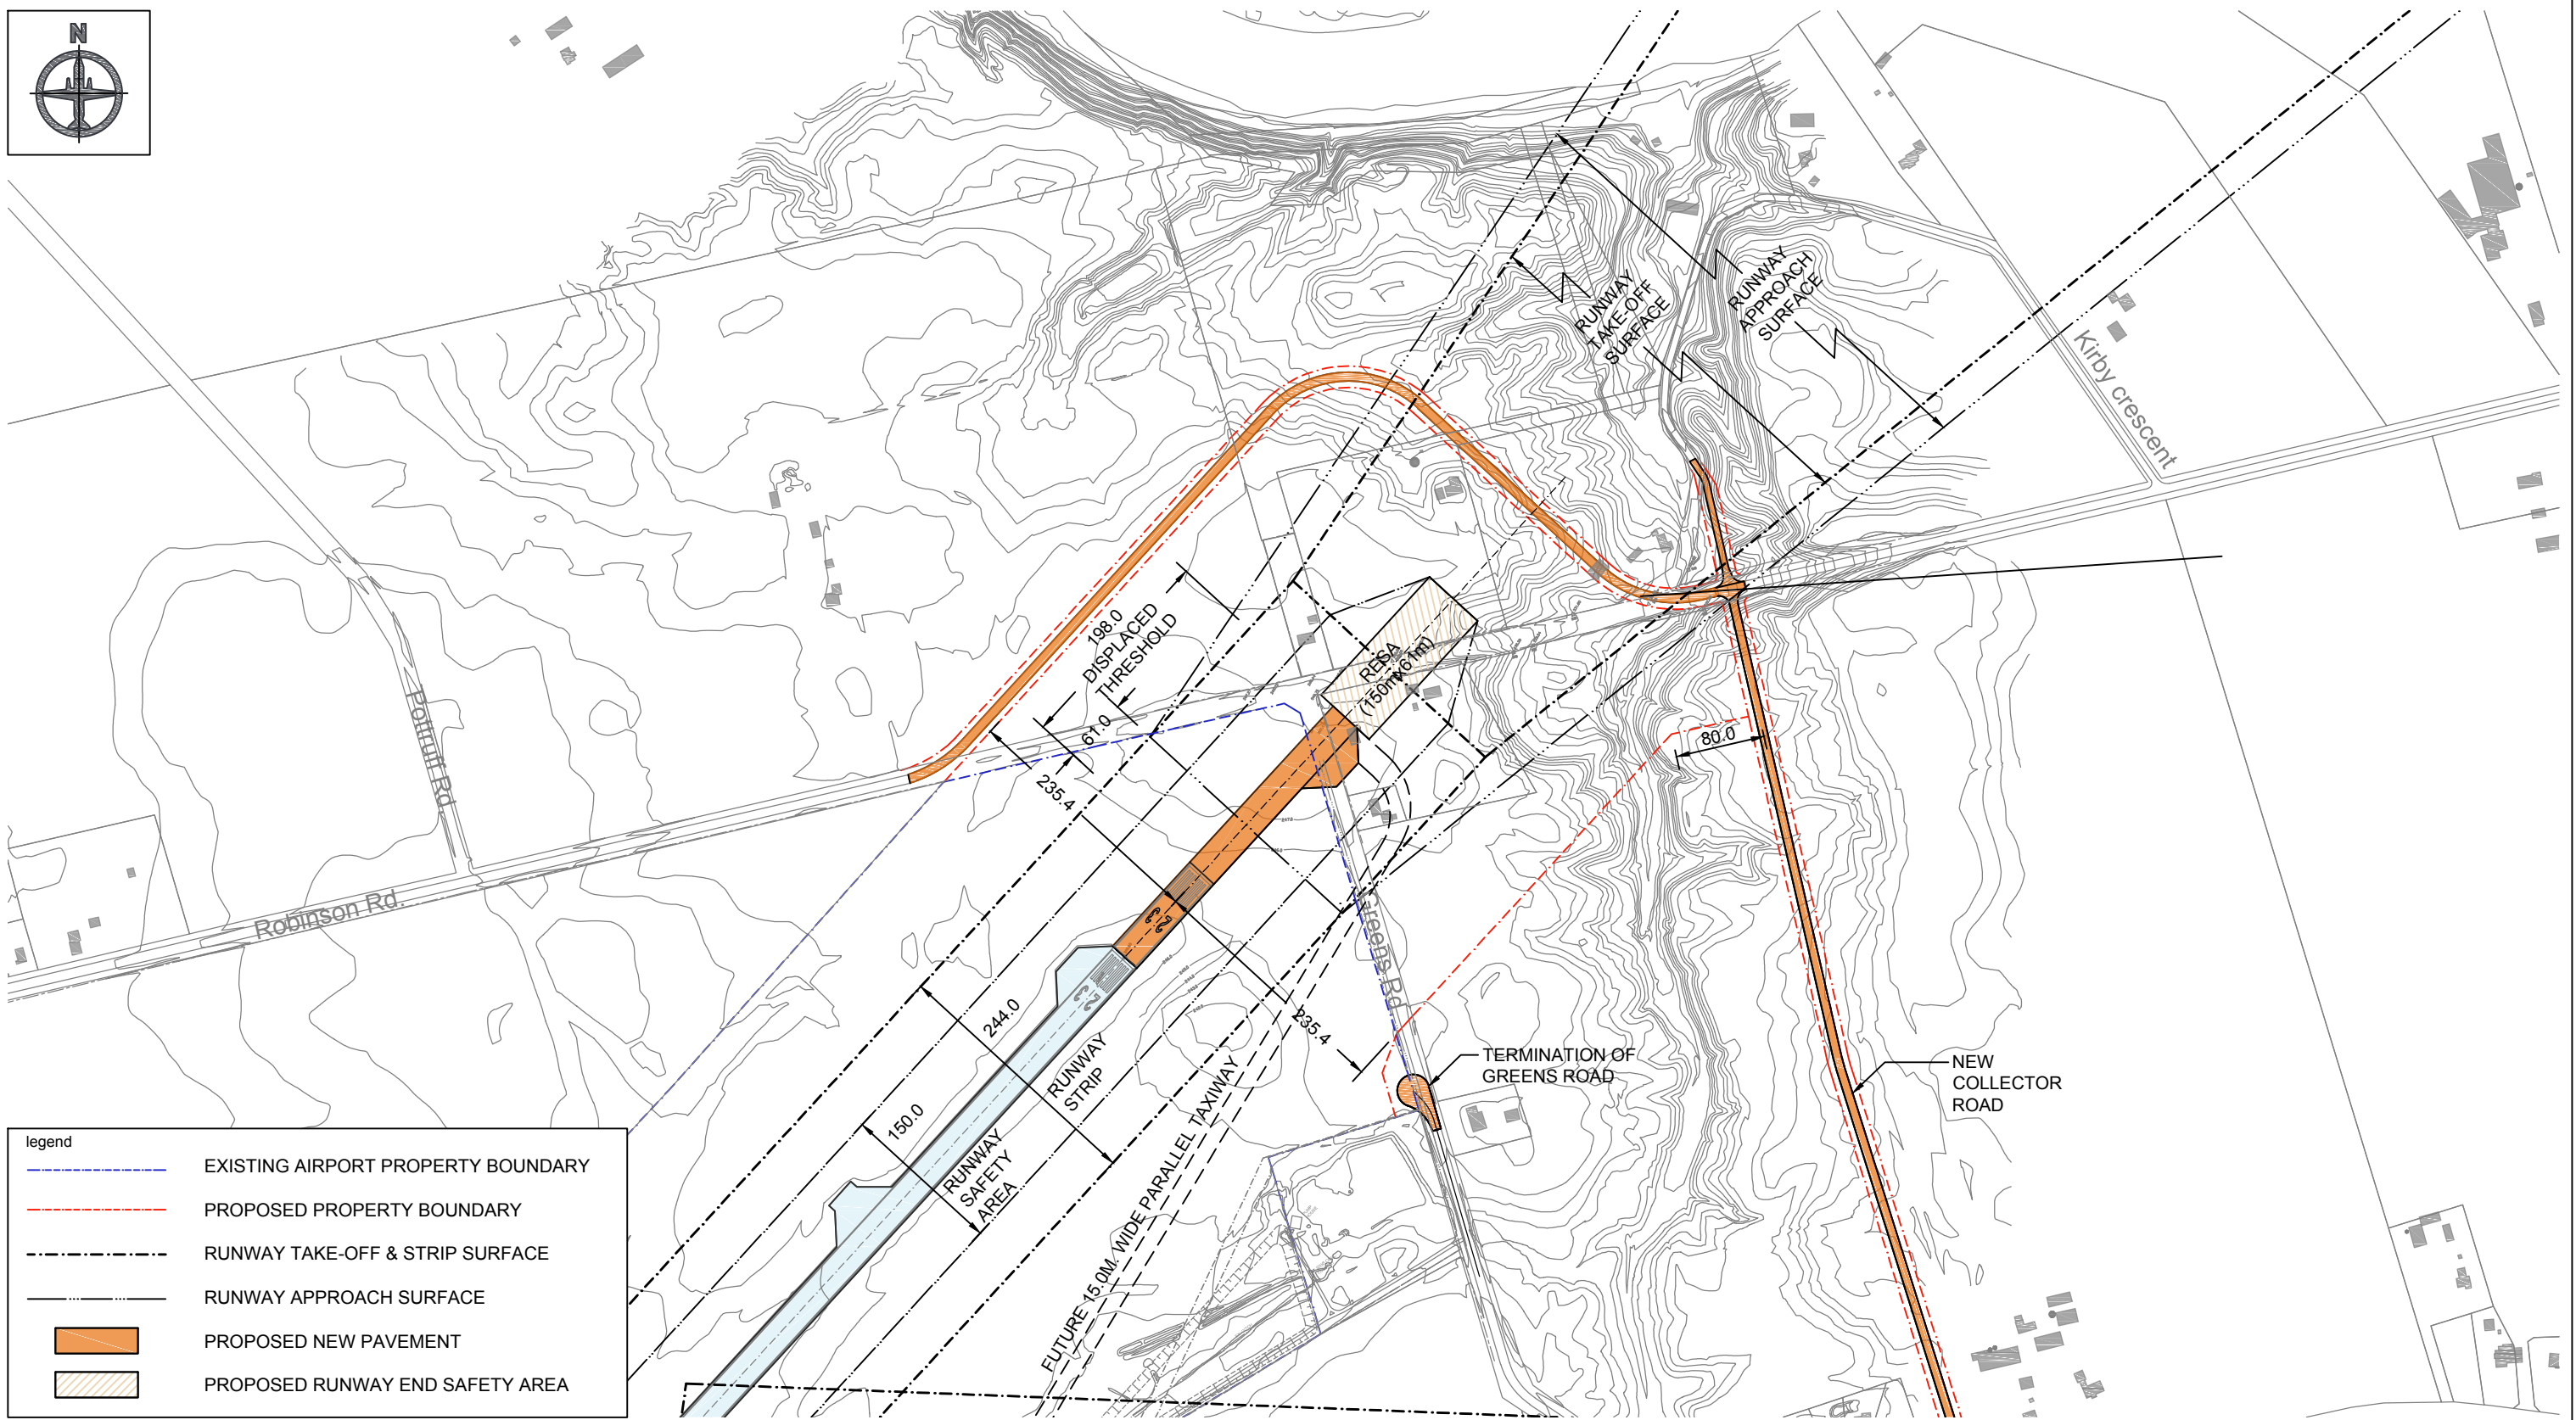 N
RUNWAY
TAKE-OFF
SURFACE
RUNWAY
APPROACH
SURFACE
Kirby crescent
198.0
DISPLACED
THRESHOLD
61.0
235.4
RESA
(150mx61m)
80.0
Potruff Rd
Robinson Rd.
23
23
Greens Rd
244.0
RUNWAY
STRIP
235.4
150.0
RUNWAY
SAFETY
AREA
FUTURE 15.0M. WIDE PARALLEL TAXIWAY
TERMINATION OF
GREENS ROAD
NEW
COLLECTOR
ROAD
legend
EXISTING AIRPORT PROPERTY BOUNDARY
PROPOSED PROPERTY BOUNDARY
RUNWAY TAKE-OFF & STRIP SURFACE
RUNWAY APPROACH SURFACE
PROPOSED NEW PAVEMENT
PROPOSED RUNWAY END SAFETY AREA